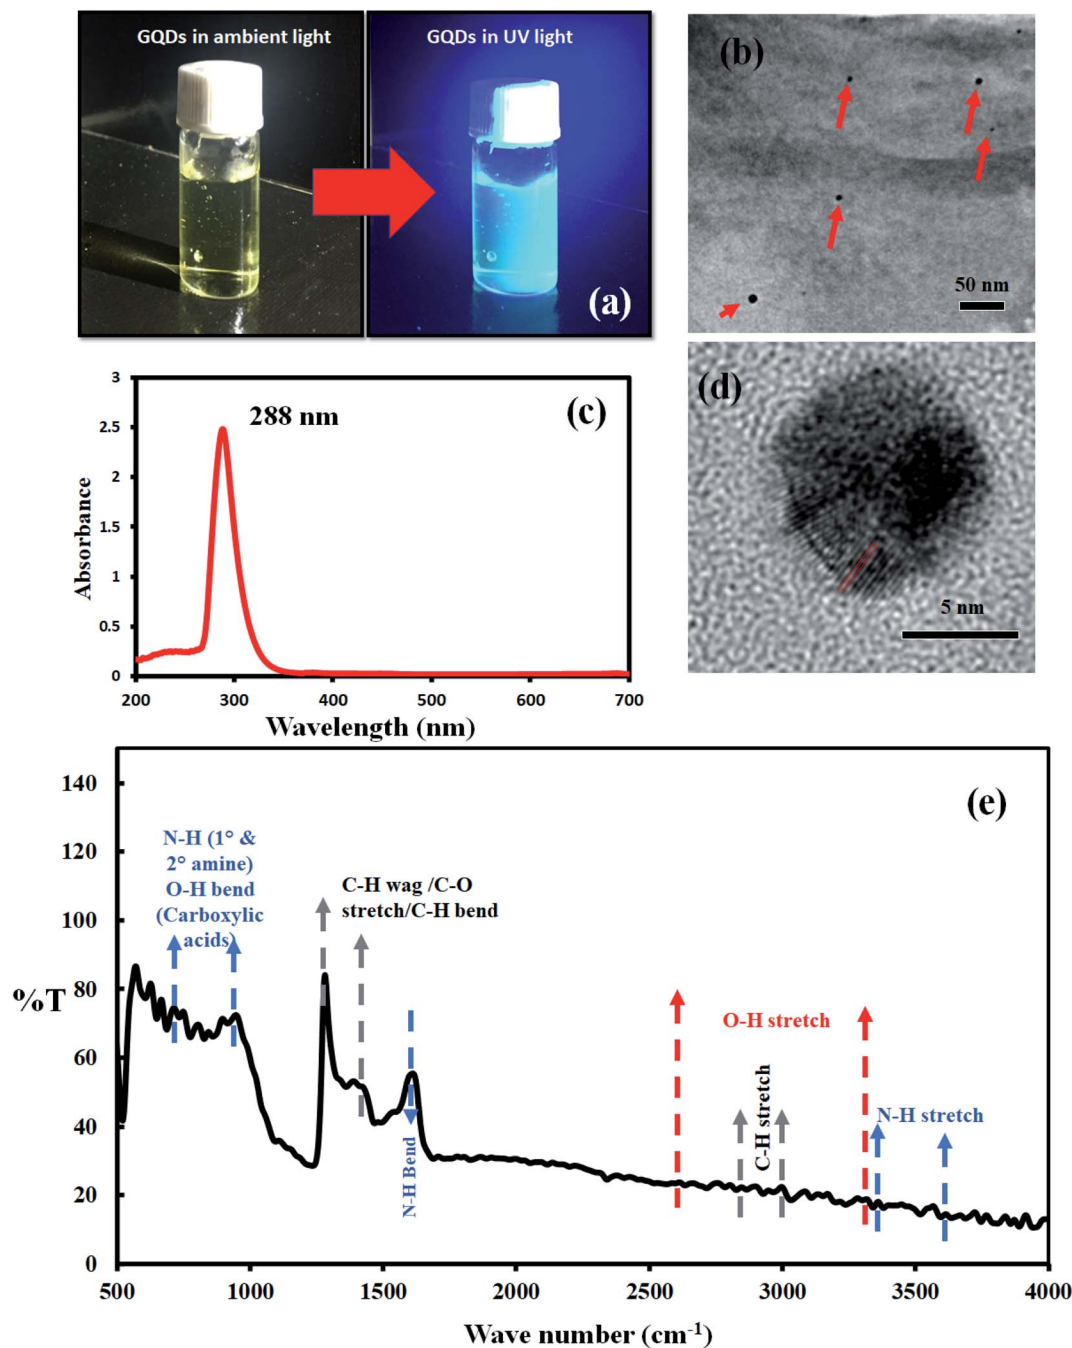 GQDs in ambient light
GQDs in UV light
(a)
(b)
50 nm
3
2.5
2
1.5
1
0.5
0
Absorbance
288 nm
(c)
200
300
400
500
600
700
Wavelength (nm)
(d)
5 nm
140
120
100
80
60
40
20
0
%T
(e)
N-H (1° &
2° amine)
O-H bend
(Carboxylic
acids)
C-H wag /C-O
stretch/C-H bend
N-H Bend
O-H stretch
C-H stretch
N-H stretch
500
1000
1500
2000
2500
3000
3500
4000
Wave number (cm⁻¹)